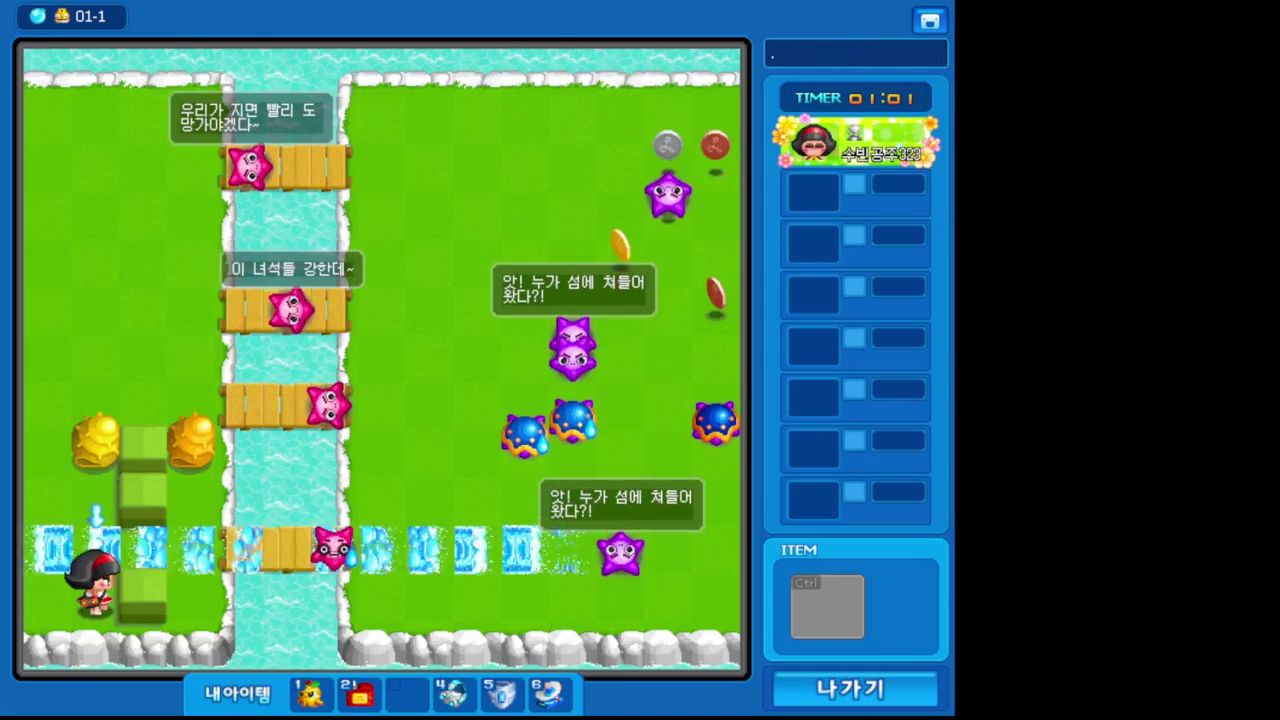 01-1
.
TIMER 01:01
우리가 지면 빨리 도
망가야겠다~
수빈공주323
이 녀석들 강한데~
앗! 누가 섬에 쳐들어
왔다?!
앗! 누가 섬에 쳐들어
왔다?!
ITEM
Ctrl
내아이템
1
2
4
5
6
나가기